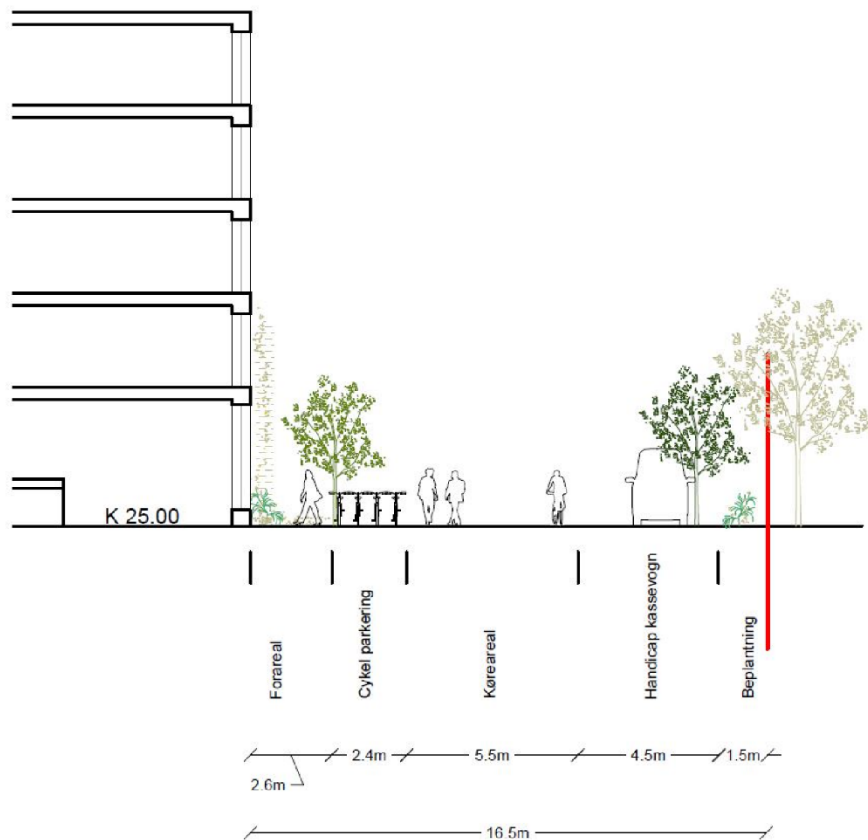 K 25.00
Forareal
Cykel parkering
Køreareal
Handicap kassevogn
Beplantning
2.4m
5.5m
4.5m
1.5m
2.6m
16.5m